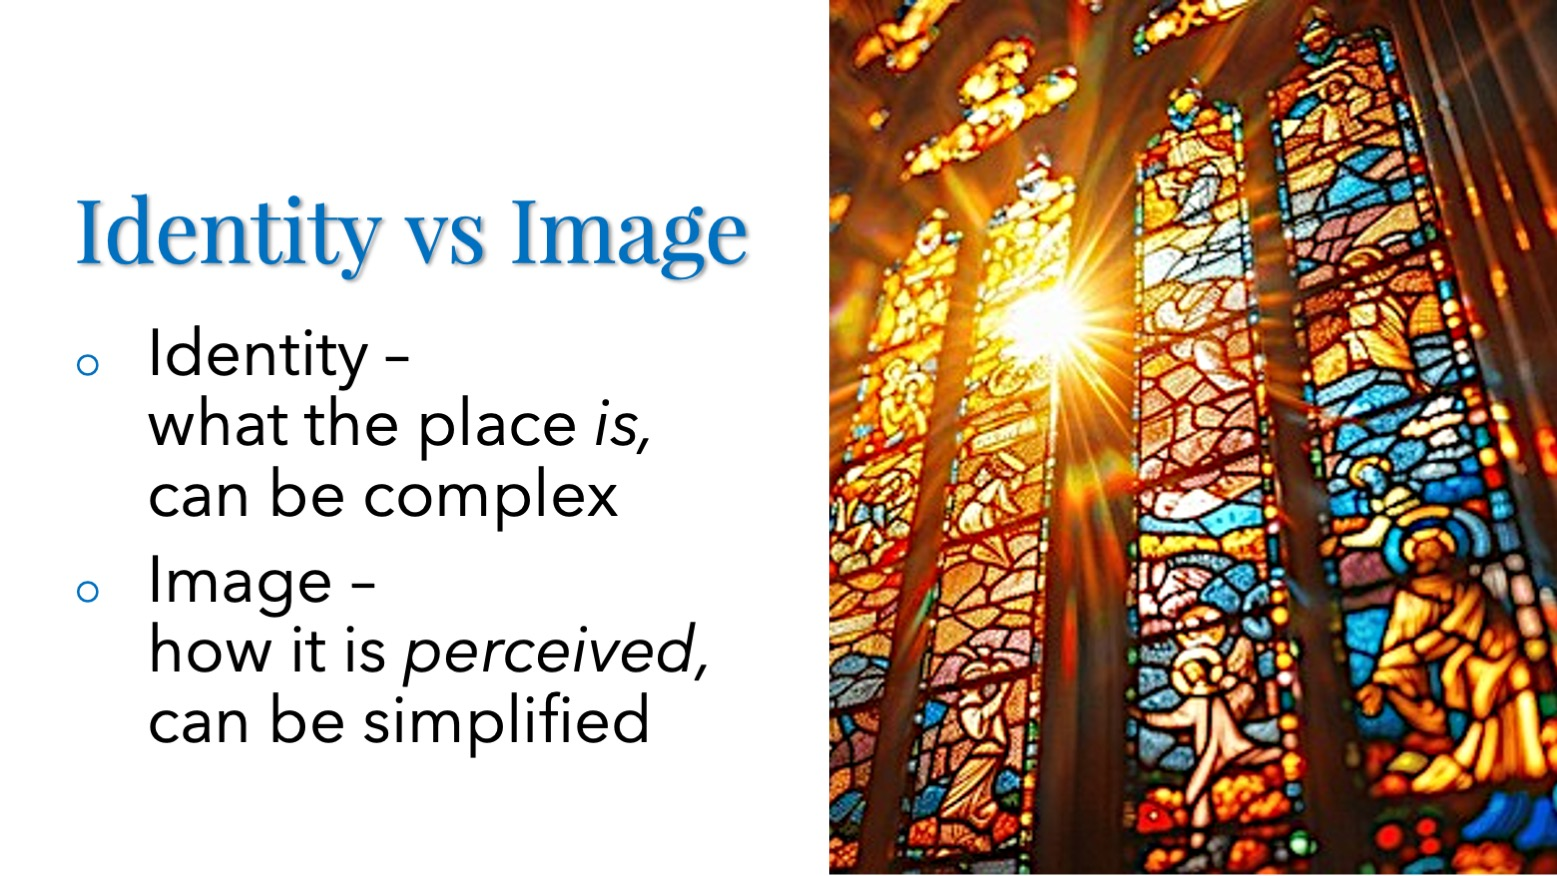 Identity vs Image
Identity –
what the place is,
can be complex
Image –
how it is perceived,
can be simplified